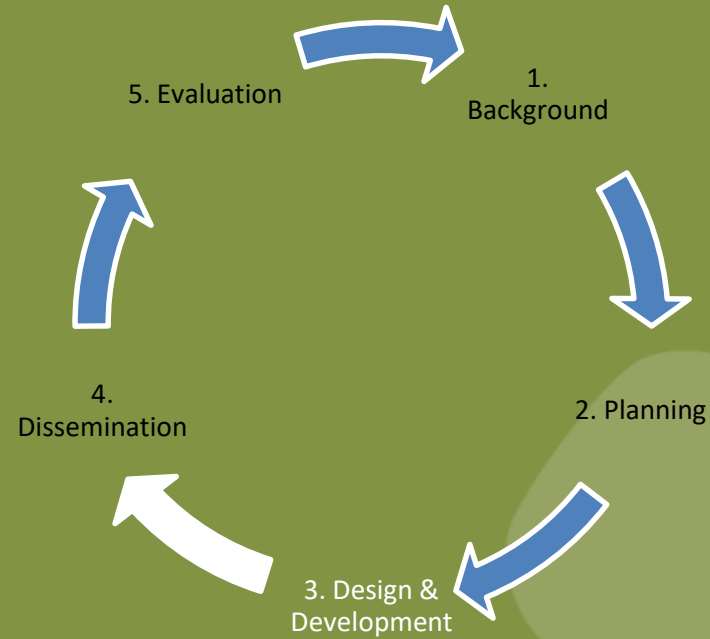 1.
Background
2. Planning
3. Design &
Development
4.
Dissemination
5. Evaluation